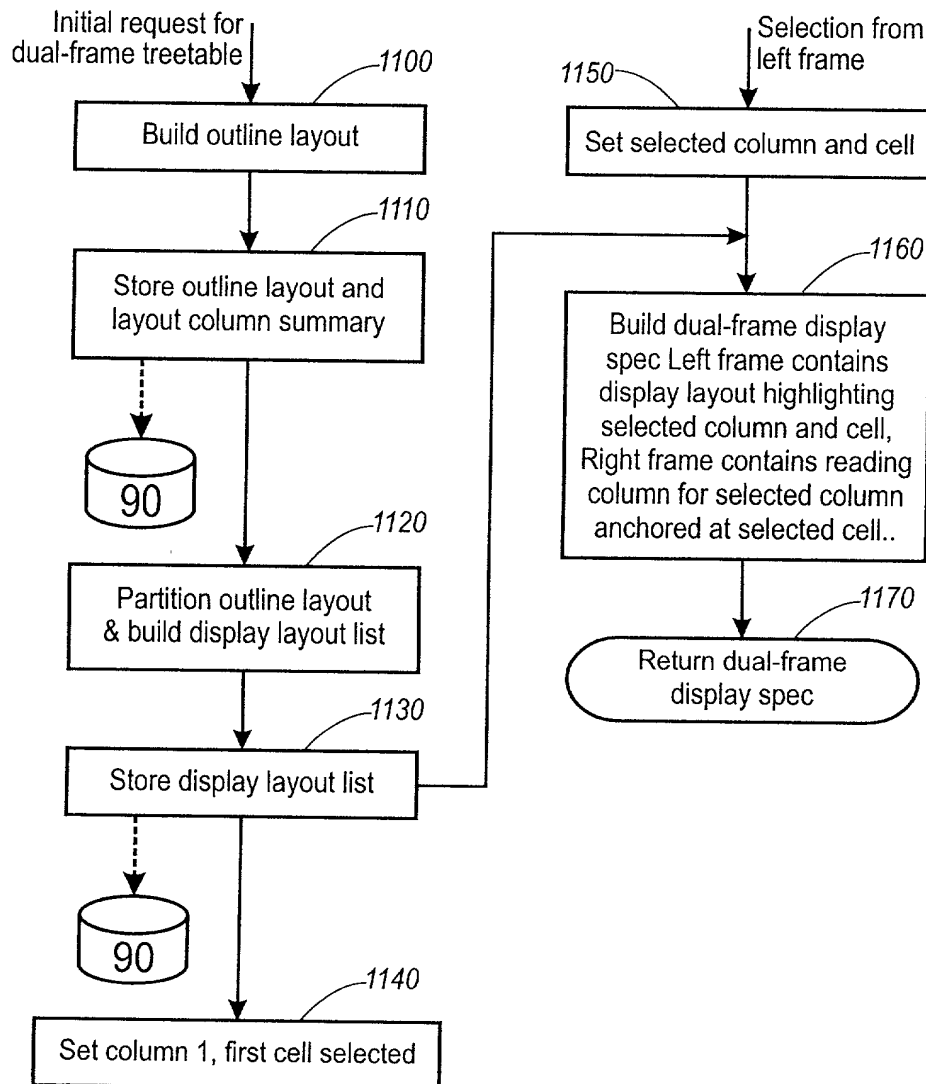 Initial request for
dual-frame treetable
1100
Build outline layout
1110
Store outline layout and
layout column summary
90
1120
Partition outline layout
& build display layout list
1130
Store display layout list
90
1140
Set column 1, first cell selected
Selection from
left frame
1150
Set selected column and cell
1160
Build dual-frame display
spec Left frame contains
display layout highlighting
selected column and cell,
Right frame contains reading
column for selected column
anchored at selected cell..
1170
Return dual-frame
display spec